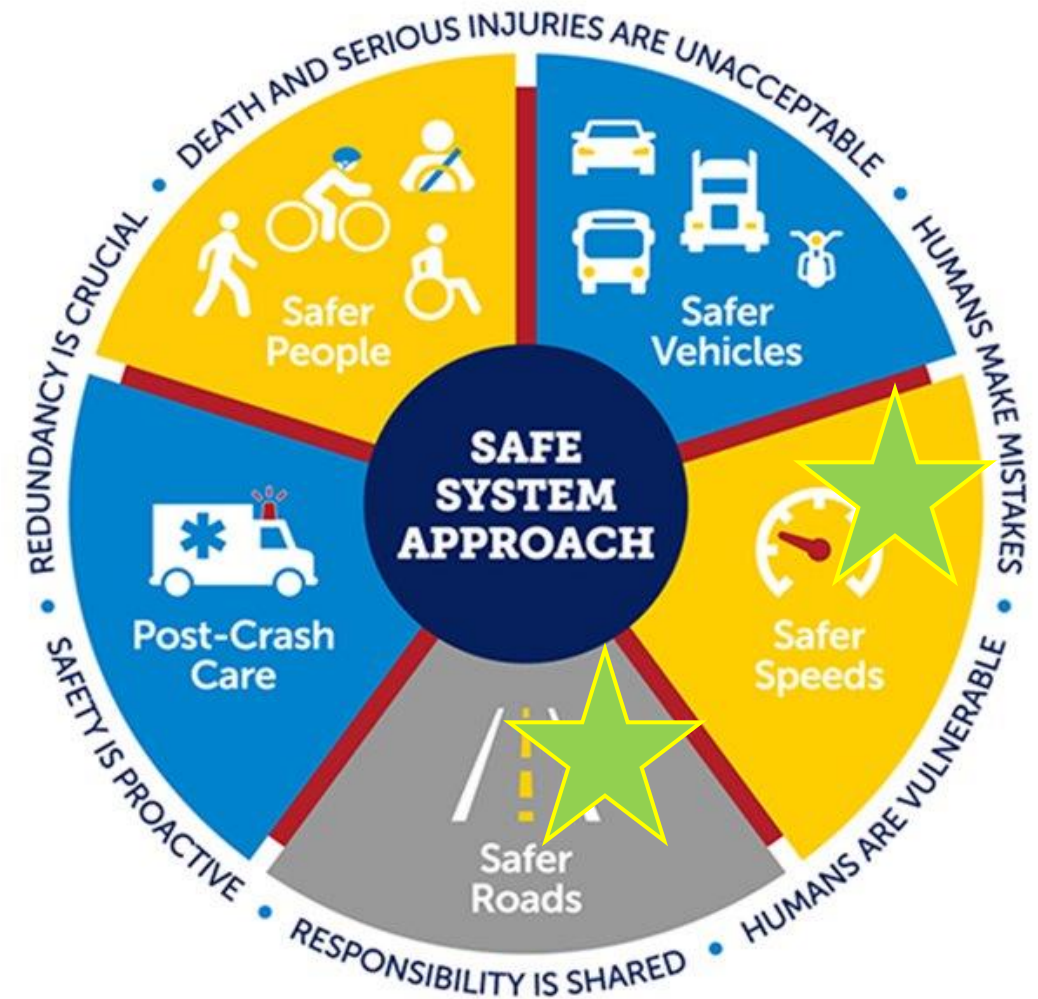 DEATH AND SERIOUS INJURIES ARE UNACCEPTABLE
HUMANS MAKE MISTAKES
HUMANS ARE VULNERABLE
RESPONSIBILITY IS SHARED
SAFETY IS PROACTIVE
REDUNDANCY IS CRUCIAL
Safer
People
Safer
Vehicles
SAFE
SYSTEM
APPROACH
Post-Crash
Care
Safer
Speeds
Safer
Roads